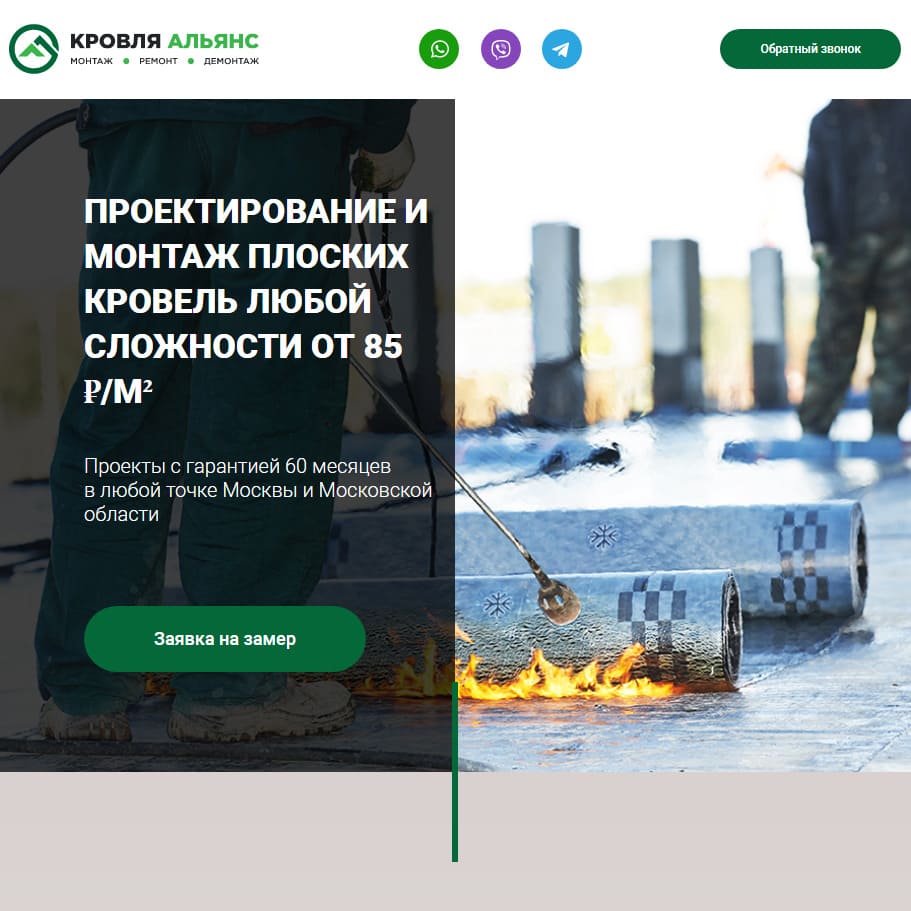 КРОВЛЯ АЛЬЯНС
МОНТАЖ ● РЕМОНТ ● ДЕМОНТАЖ
Обратный звонок
ПРОЕКТИРОВАНИЕ И
МОНТАЖ ПЛОСКИХ
КРОВЕЛЬ ЛЮБОЙ
СЛОЖНОСТИ ОТ 85
₽/М²
Проекты с гарантией 60 месяцев
в любой точке Москвы и Московской
области
Заявка на замер